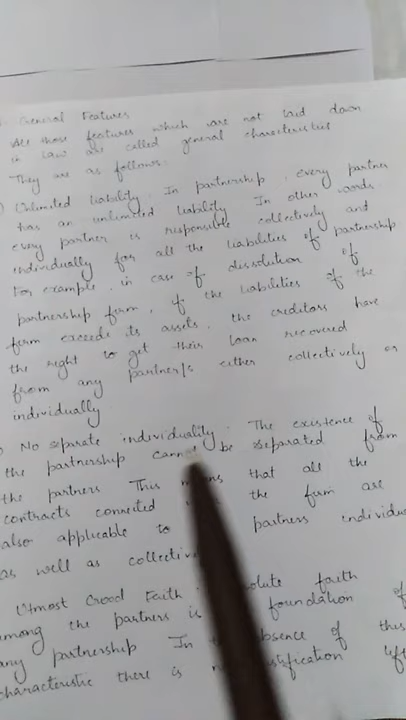 General Features
All those features which are not laid down
in law are called general characteristics
They are as follows.
Unlimited liability. In partnership, every partner
has an unlimited liability In other words.
every partner is responsible collectively and
individually for all the liabilities of partnership
For example, in case of dissolution of
partnership firm, if the liabilities of the
firm exceeds its assets, the creditors have
the right to get their loan recovered
from any partner/s either collectively or
individually
No separate individuality. The existence of
the partnership cannot be separated from
the partners This means that all the
contracts connected the firm are
also applicable to partners
as well as
Utmost Good Faith faith
among the partners is foundation of
any partnership In of this
characteristic there is